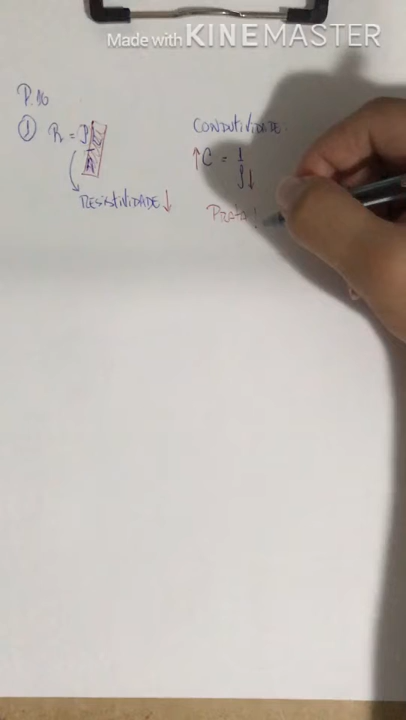 Made with KINEMASTER
P.16
① R = ρ L
A
RESISTIVIDADE ↓
CONDUTIVIDADE:
↑ C = 1
ρ ↓
PRATA!